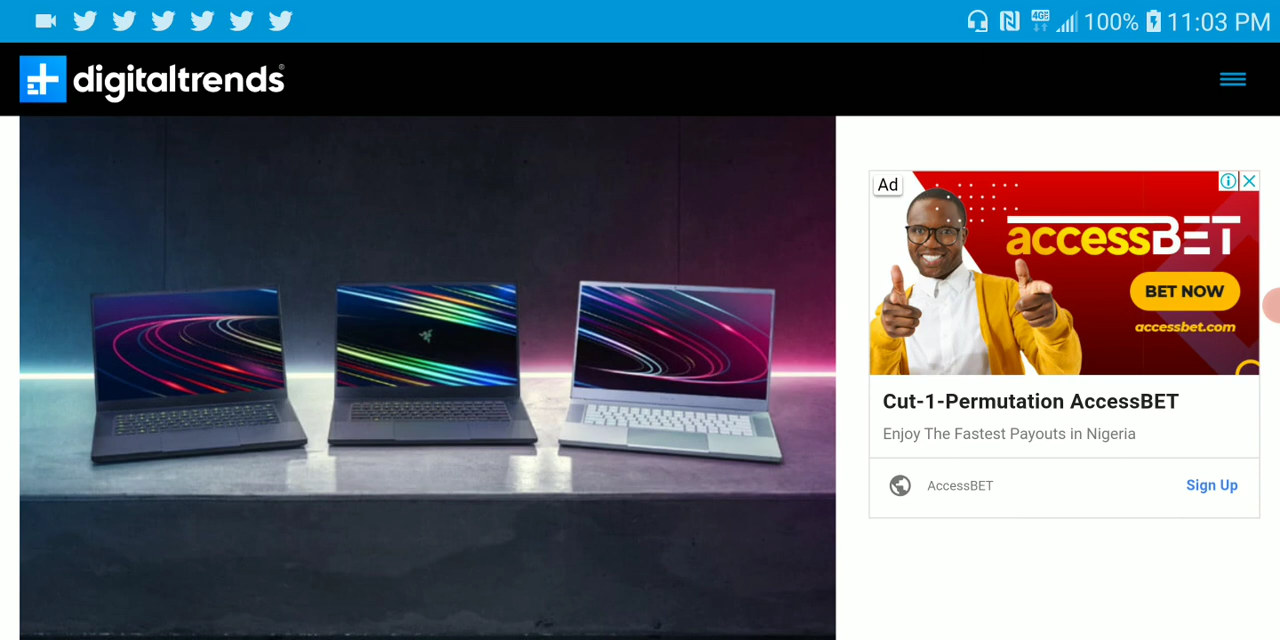 4GE
100%
11:03 PM
digitaltrends®
Ad
accessBET
BET NOW
accessbet.com
Cut-1-Permutation AccessBET
Enjoy The Fastest Payouts in Nigeria
AccessBET
Sign Up